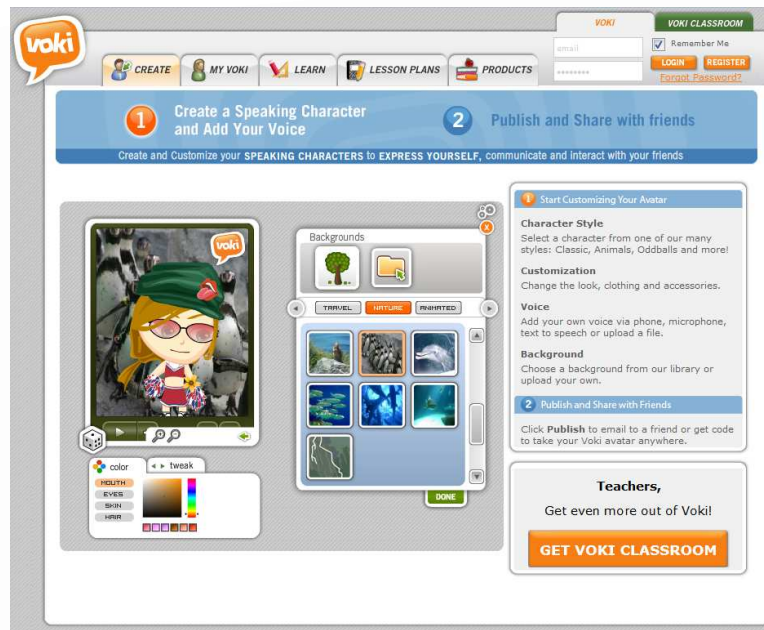 voki
VOKI
VOKI CLASSROOM
email
Remember Me
LOGIN
REGISTER
Forgot Password?
CREATE
MY VOKI
LEARN
LESSON PLANS
PRODUCTS
1
Create a Speaking Character
and Add Your Voice
2
Publish and Share with friends
Create and Customize your SPEAKING CHARACTERS to EXPRESS YOURSELF, communicate and interact with your friends
voki
Backgrounds
X
TRAVEL
NATURE
ANIMATED
DONE
color
tweak
MOUTH
EYES
SKIN
HAIR
1 Start Customizing Your Avatar
Character Style
Select a character from one of our many
styles: Classic, Animals, Oddballs and more!
Customization
Change the look, clothing and accessories.
Voice
Add your own voice via phone, microphone,
text to speech or upload a file.
Background
Choose a background from our library or
upload your own.
2 Publish and Share with Friends
Click Publish to email to a friend or get code
to take your Voki avatar anywhere.
Teachers,
Get even more out of Voki!
GET VOKI CLASSROOM